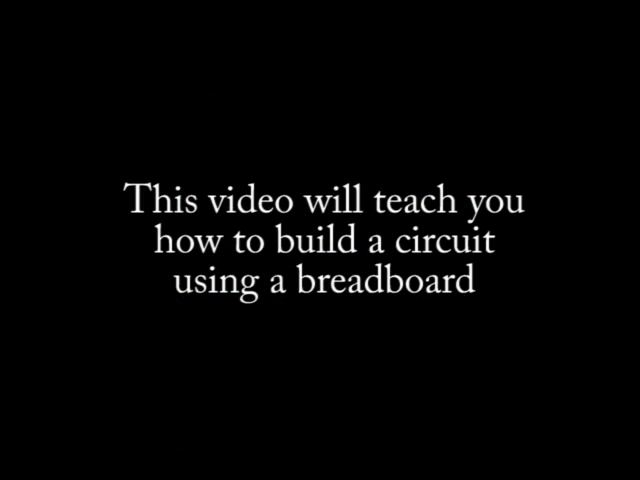 This video will teach you
how to build a circuit
using a breadboard